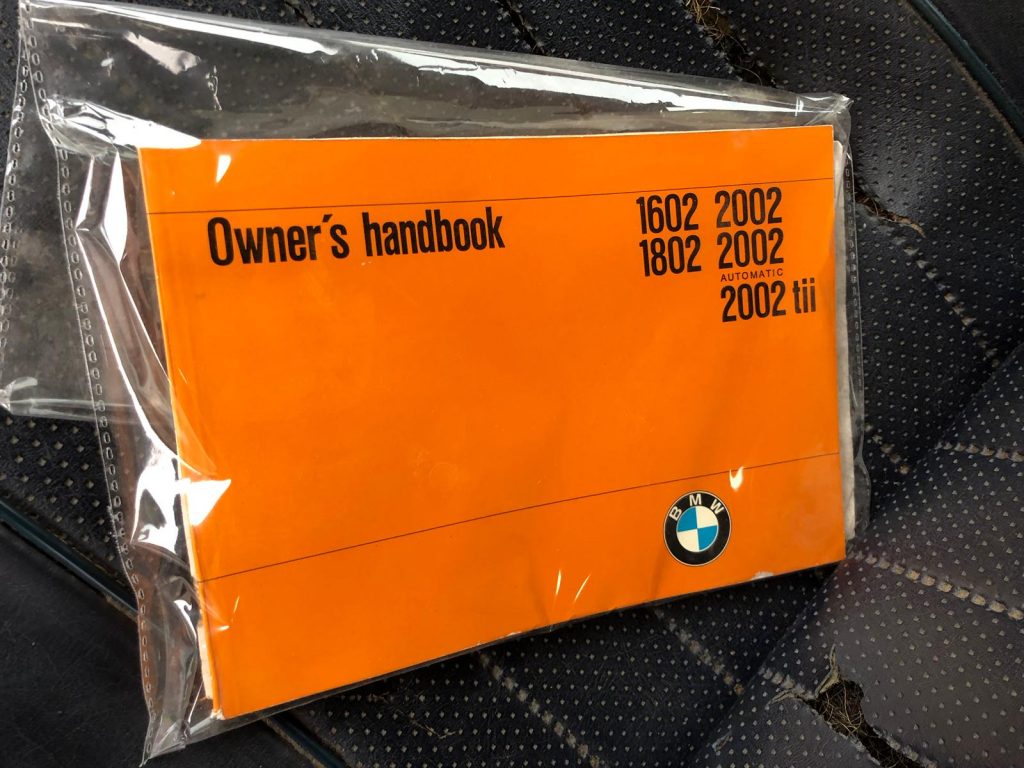 Owner´s handbook
1602 2002
1802 2002
AUTOMATIC
2002 tii
BMW